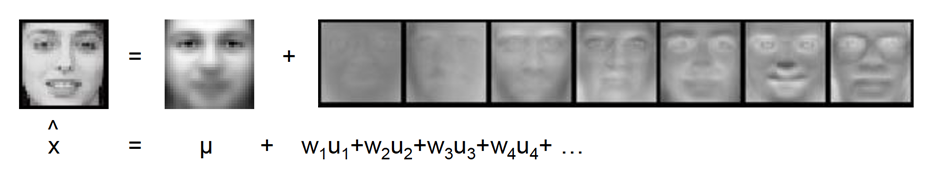 = +
x̂ = μ + w₁u₁+w₂u₂+w₃u₃+w₄u₄+ …